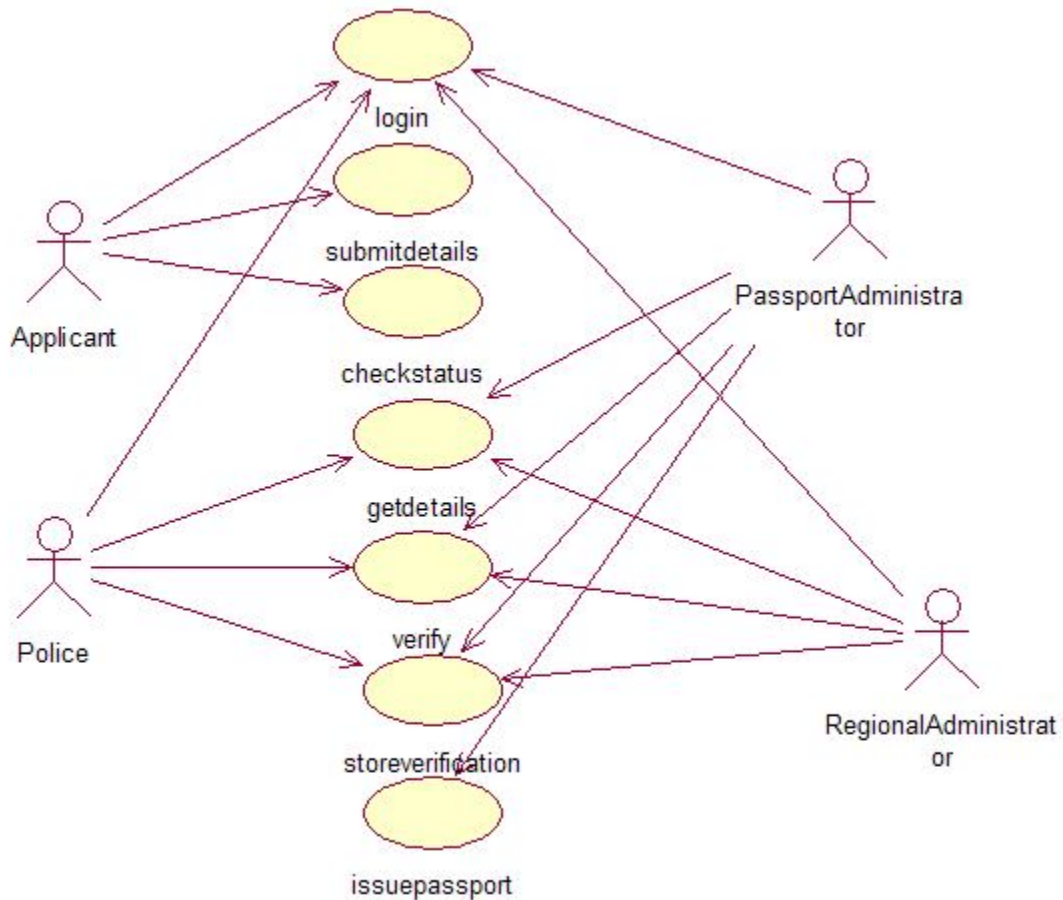 login
submitdetails
Applicant
PassportAdministra
tor
checkstatus
getdetails
verify
Police
RegionalAdministrat
or
storeverification
issuepassport